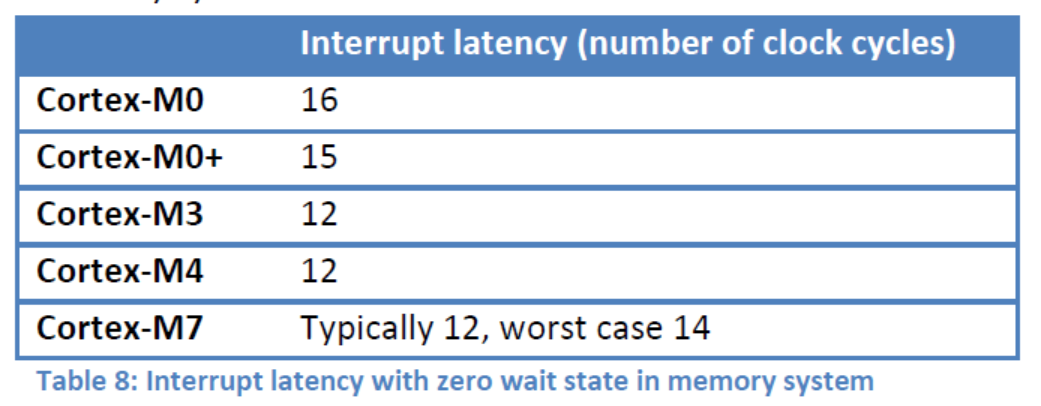 Interrupt latency (number of clock cycles)
Cortex-M0 16
Cortex-M0+ 15
Cortex-M3 12
Cortex-M4 12
Cortex-M7 Typically 12, worst case 14
Table 8: Interrupt latency with zero wait state in memory system